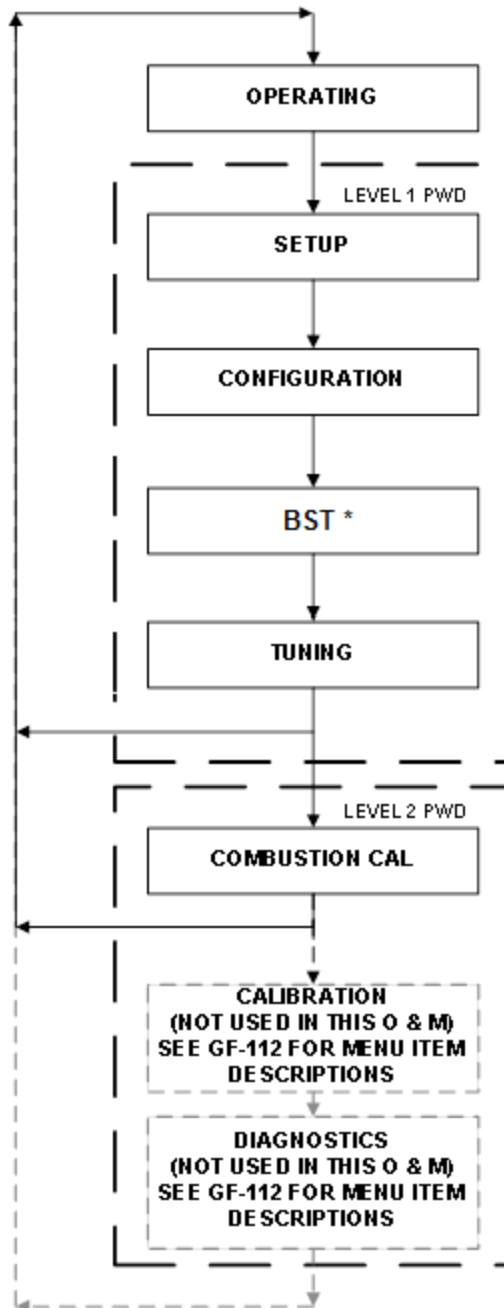 OPERATING
LEVEL 1 PWD
SETUP
CONFIGURATION
BST *
TUNING
LEVEL 2 PWD
COMBUSTION CAL
CALIBRATION
(NOT USED IN THIS O & M)
SEE GF-112 FOR MENU ITEM
DESCRIPTIONS
DIAGNOSTICS
(NOT USED IN THIS O & M)
SEE GF-112 FOR MENU ITEM
DESCRIPTIONS